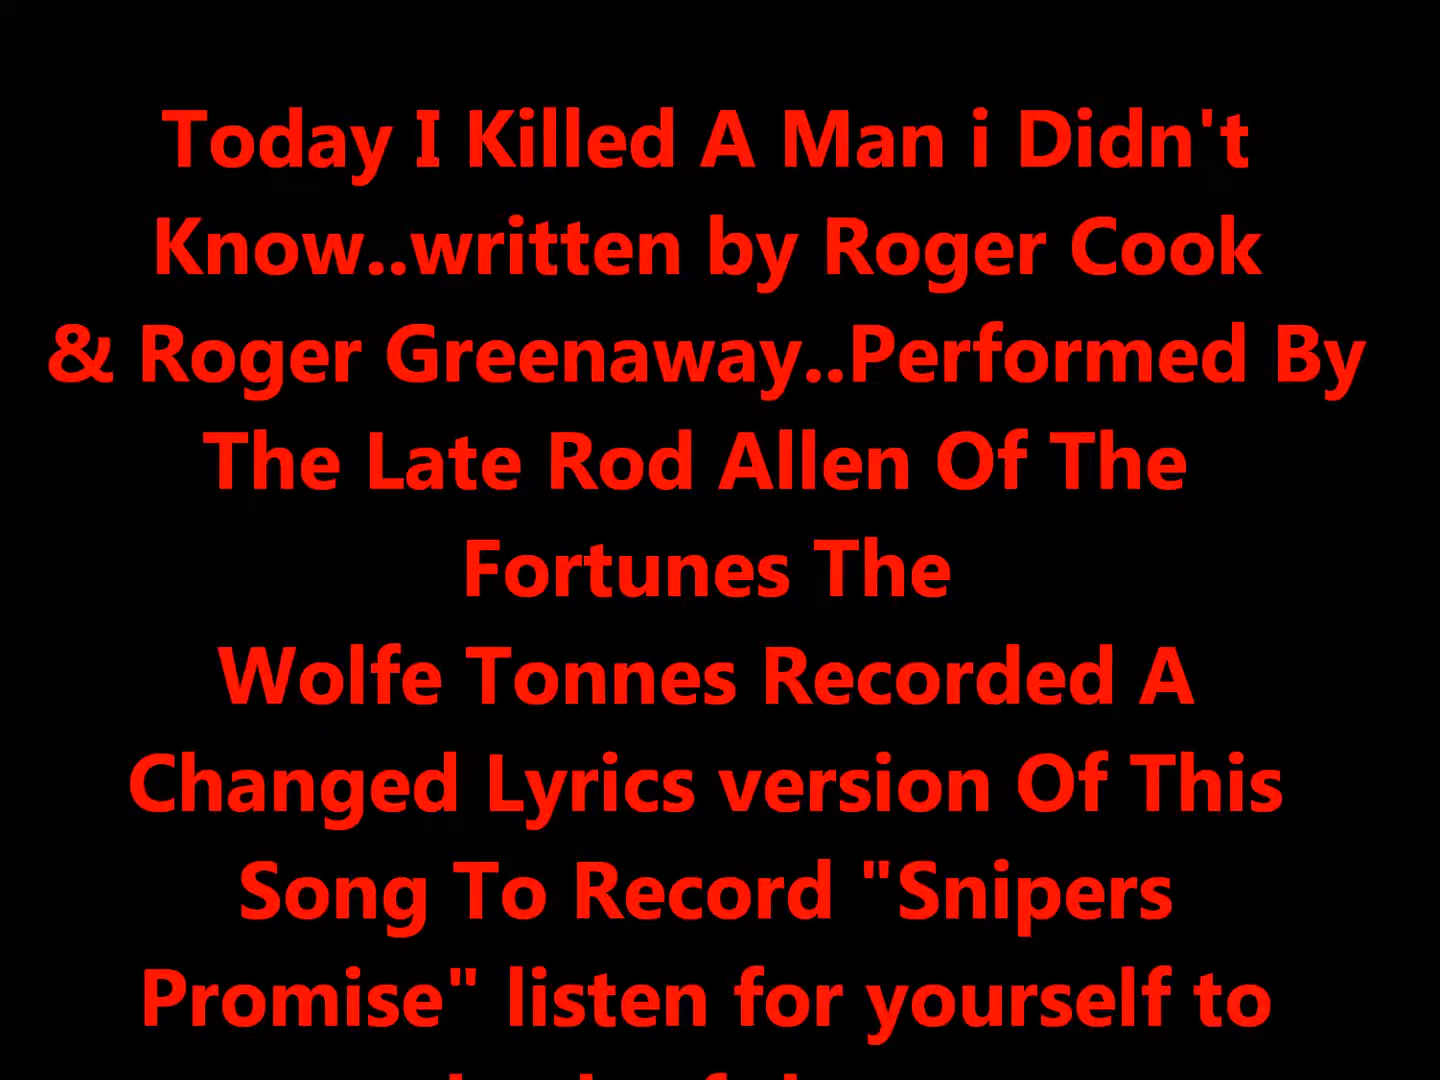 Today I Killed A Man i Didn't
Know..written by Roger Cook
& Roger Greenaway..Performed By
The Late Rod Allen Of The
Fortunes The
Wolfe Tonnes Recorded A
Changed Lyrics version Of This
Song To Record "Snipers
Promise" listen for yourself to